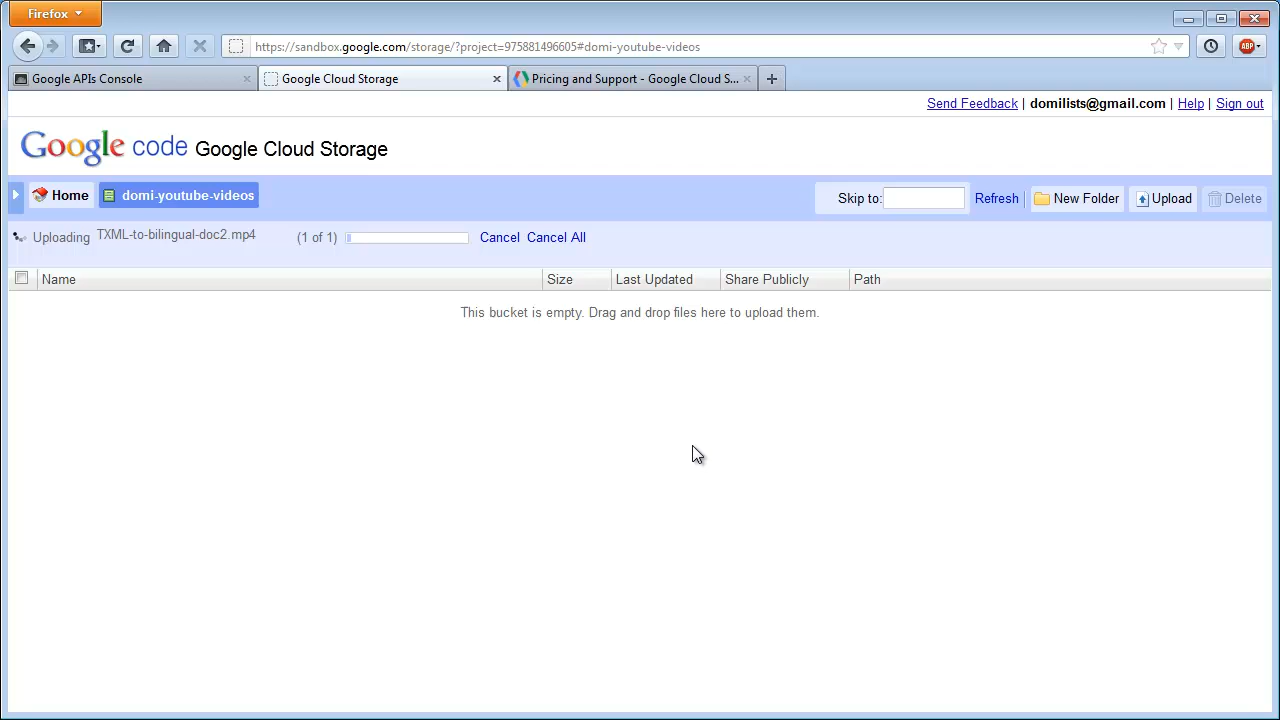 Firefox
https://sandbox.google.com/storage/?project=975881496605#domi-youtube-videos
ABP
Google APIs Console
Google Cloud Storage
Pricing and Support - Google Cloud S...
Send Feedback | domilists@gmail.com | Help | Sign out
Google code Google Cloud Storage
Home
domi-youtube-videos
Skip to:
Refresh
New Folder
Upload
Delete
Uploading TXML-to-bilingual-doc2.mp4 (1 of 1) Cancel Cancel All
Name Size Last Updated Share Publicly Path
This bucket is empty. Drag and drop files here to upload them.